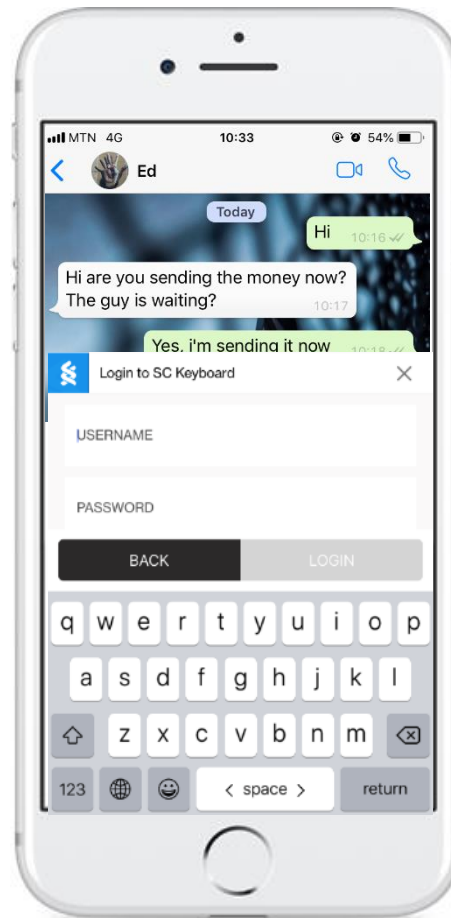 MTN 4G 10:33 54%
Ed
Today
Hi 10:16
Hi are you sending the money now?
The guy is waiting? 10:17
Yes, i'm sending it now 10:18
Login to SC Keyboard
USERNAME
PASSWORD
BACK LOGIN
q w e r t y u i o p
a s d f g h j k l
z x c v b n m
123 space return